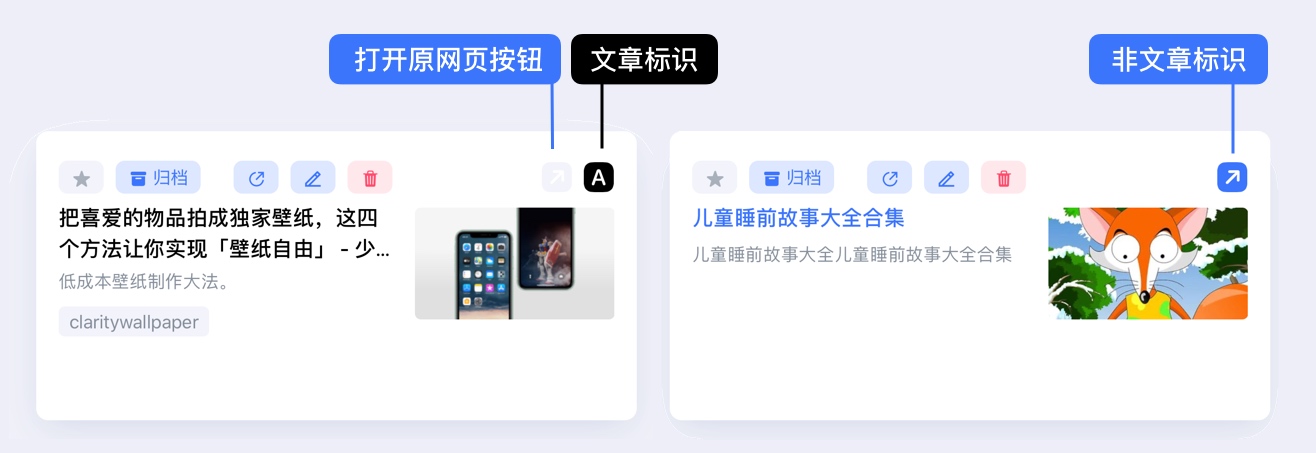 打开原网页按钮
文章标识
非文章标识
归档
A
把喜爱的物品拍成独家壁纸，这四
个方法让你实现「壁纸自由」 - 少...
低成本壁纸制作大法。
claritywallpaper
归档
儿童睡前故事大全合集
儿童睡前故事大全儿童睡前故事大全合集